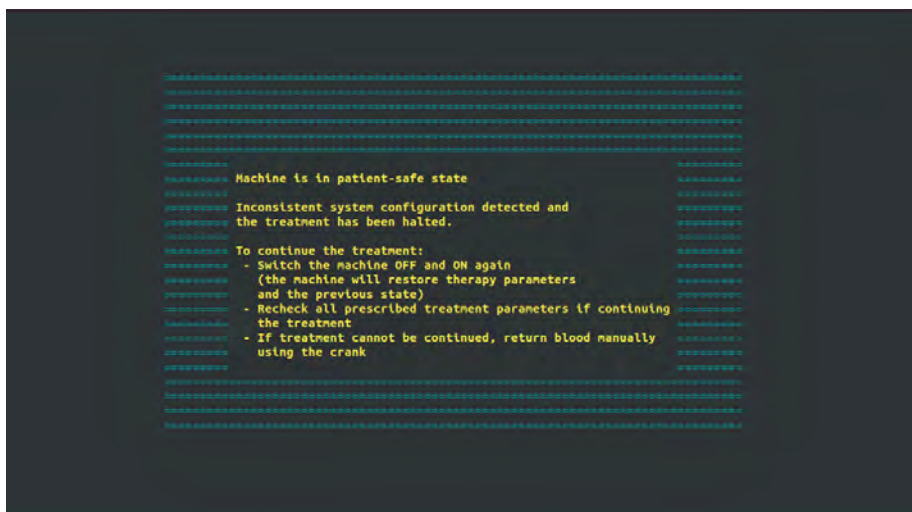 Machine is in patient-safe state
Inconsistent system configuration detected and
the treatment has been halted.
To continue the treatment:
- Switch the machine OFF and ON again
(the machine will restore therapy parameters
and the previous state)
- Recheck all prescribed treatment parameters if continuing
the treatment
- If treatment cannot be continued, return blood manually
using the crank